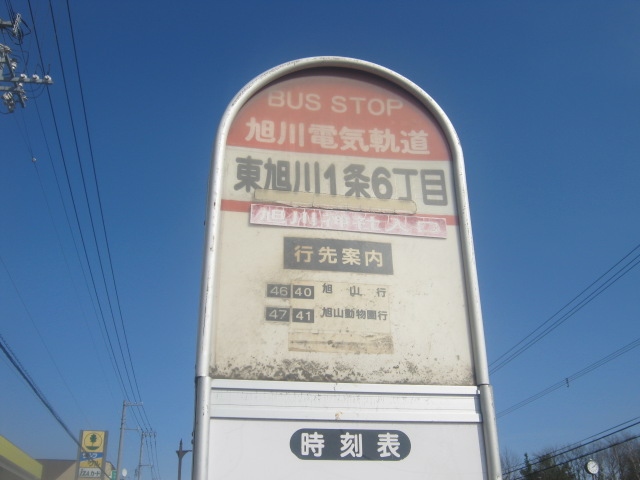 BUS STOP
旭川電気軌道
東旭川1条6丁目
旭川神社入口
行先案内
46 40 旭山行
47 41 旭山動物園行
時刻表